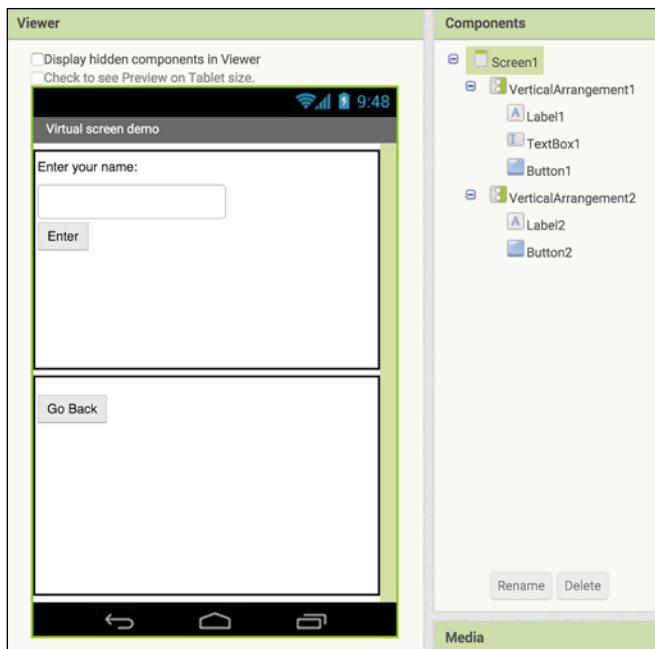 Viewer
Display hidden components in Viewer
Check to see Preview on Tablet size.
9:48
Virtual screen demo
Enter your name:
Enter
Go Back
Components
Screen1
VerticalArrangement1
A Label1
TextBox1
Button1
VerticalArrangement2
A Label2
Button2
Rename Delete
Media